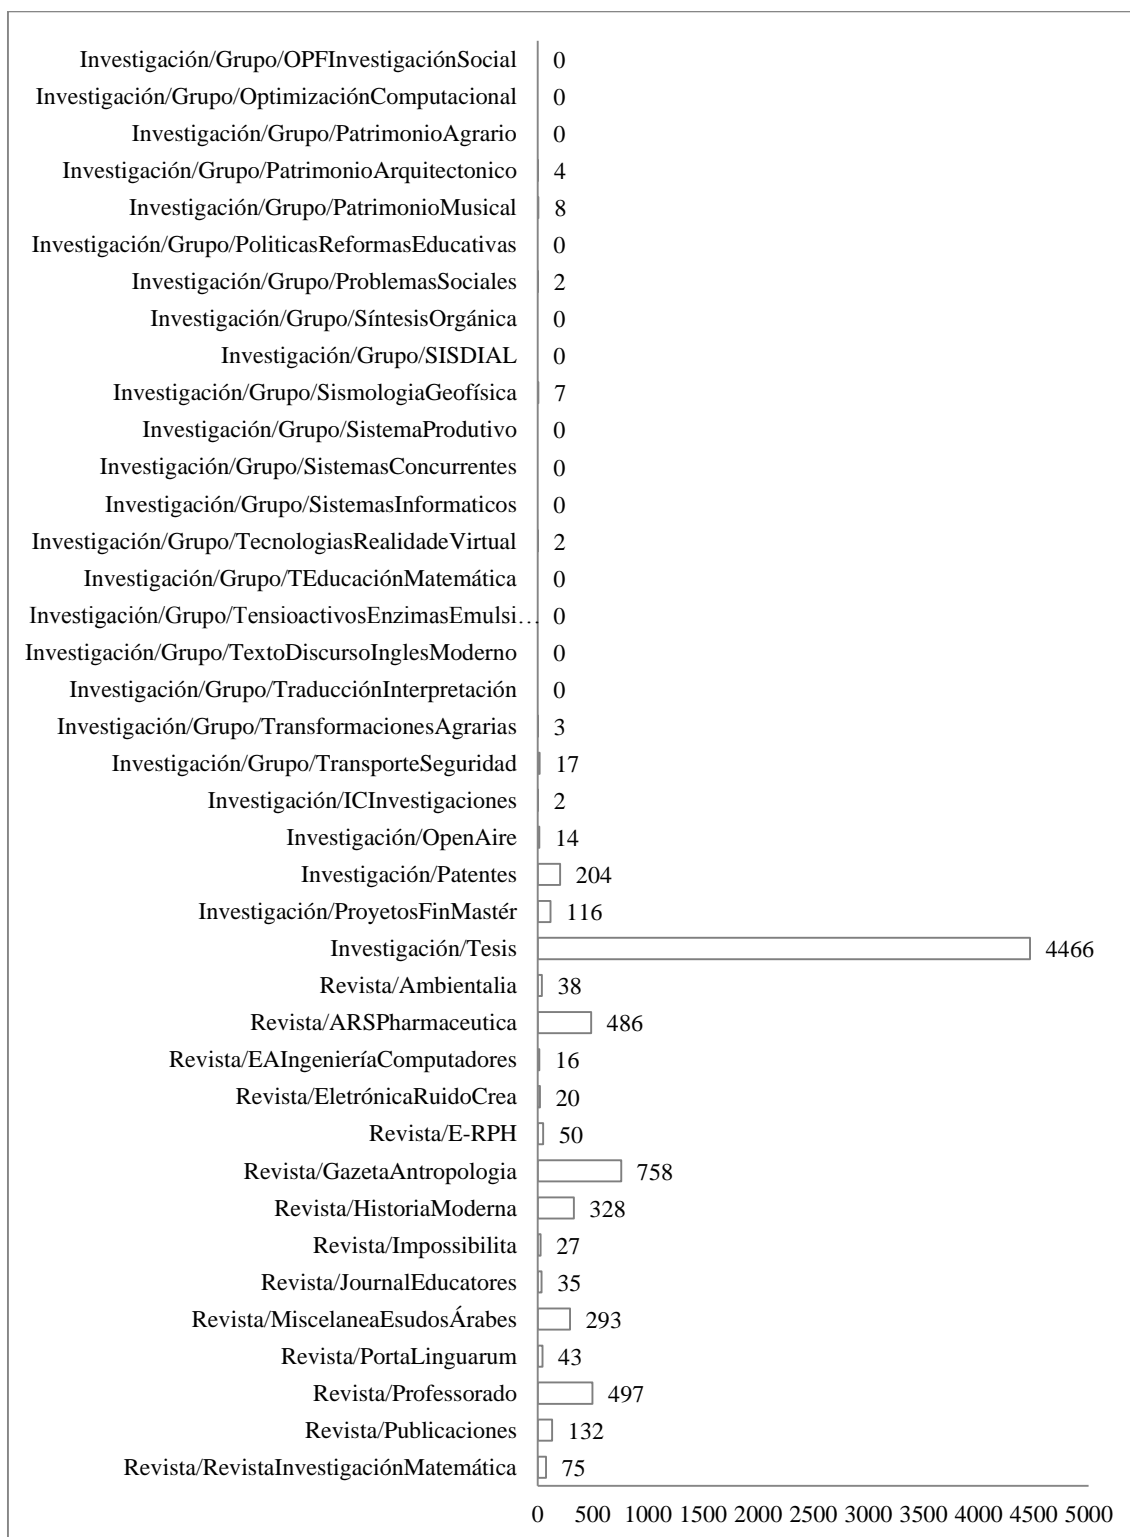 Investigación/Grupo/OPFInvestigaciónSocial 0
Investigación/Grupo/OptimizaciónComputacional 0
Investigación/Grupo/PatrimonioAgrario 0
Investigación/Grupo/PatrimonioArquitectonico 4
Investigación/Grupo/PatrimonioMusical 8
Investigación/Grupo/PoliticasReformasEducativas 0
Investigación/Grupo/ProblemasSociales 2
Investigación/Grupo/SíntesisOrgánica 0
Investigación/Grupo/SISDIAL 0
Investigación/Grupo/SismologiaGeofísica 7
Investigación/Grupo/SistemaProdutivo 0
Investigación/Grupo/SistemasConcurrentes 0
Investigación/Grupo/SistemasInformaticos 0
Investigación/Grupo/TecnologiasRealidadeVirtual 2
Investigación/Grupo/TEducaciónMatemática 0
Investigación/Grupo/TensioactivosEnzimasEmulsi… 0
Investigación/Grupo/TextoDiscursoInglesModerno 0
Investigación/Grupo/TraducciónInterpretación 0
Investigación/Grupo/TransformacionesAgrarias 3
Investigación/Grupo/TransporteSeguridad 17
Investigación/ICInvestigaciones 2
Investigación/OpenAire 14
Investigación/Patentes 204
Investigación/ProyetosFinMastér 116
Investigación/Tesis 4466
Revista/Ambientalia 38
Revista/ARSPharmaceutica 486
Revista/EAIngenieríaComputadores 16
Revista/EletrónicaRuidoCrea 20
Revista/E-RPH 50
Revista/GazetaAntropologia 758
Revista/HistoriaModerna 328
Revista/Impossibilita 27
Revista/JournalEducatores 35
Revista/MiscelaneaEsudosÁrabes 293
Revista/PortaLinguarum 43
Revista/Professorado 497
Revista/Publicaciones 132
Revista/RevistaInvestigaciónMatemática 75
0 500 1000 1500 2000 2500 3000 3500 4000 4500 5000